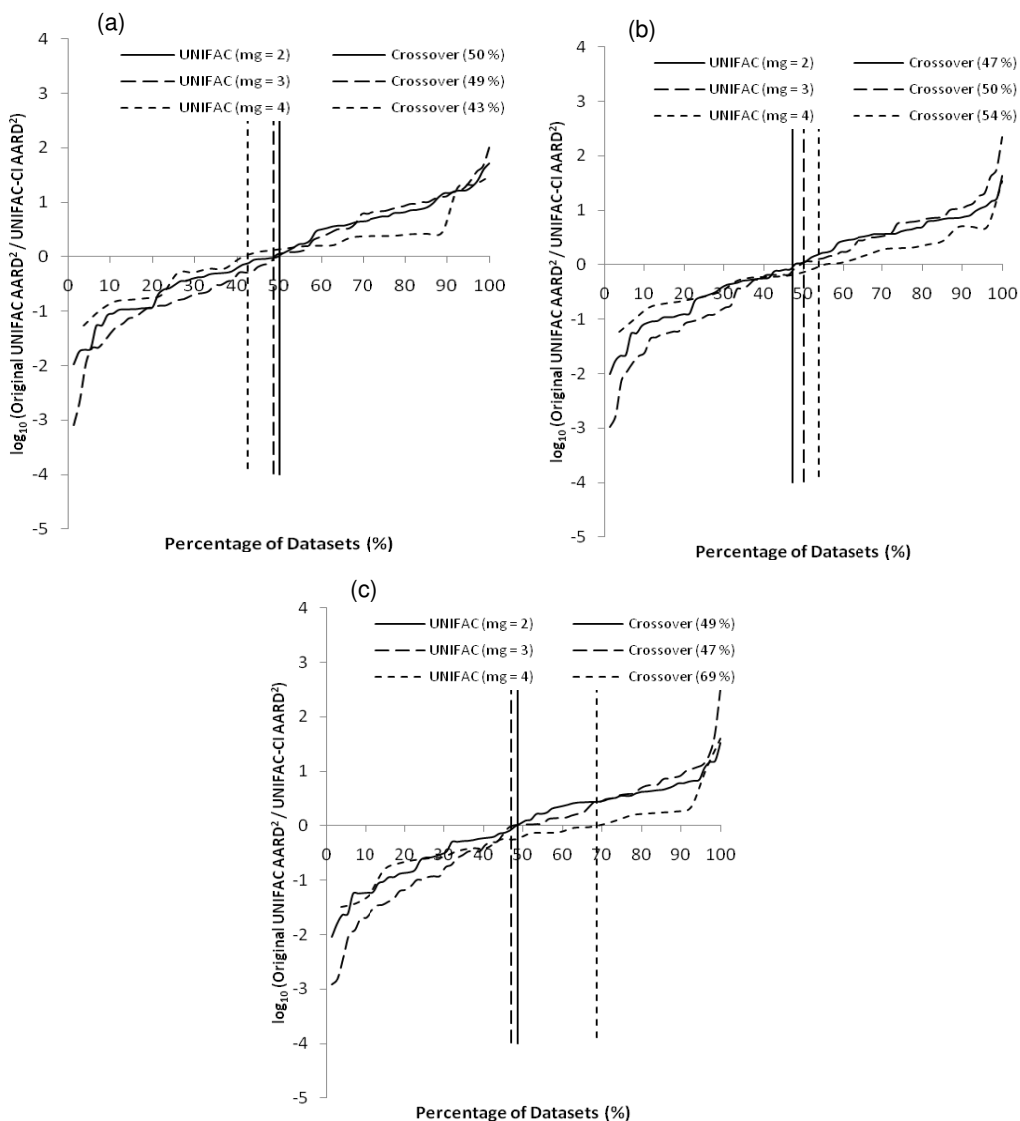 (a)
UNIFAC (mg = 2) Crossover (50 %)
UNIFAC (mg = 3) Crossover (49 %)
UNIFAC (mg = 4) Crossover (43 %)
4
3
2
1
0
-1
-2
-3
-4
-5
0 10 20 30 40 50 60 70 80 90 100
log₁₀ (Original UNIFAC AARD² / UNIFAC-CI AARD²)
Percentage of Datasets (%)
(b)
UNIFAC (mg = 2) Crossover (47 %)
UNIFAC (mg = 3) Crossover (50 %)
UNIFAC (mg = 4) Crossover (54 %)
4
3
2
1
0
-1
-2
-3
-4
-5
0 10 20 30 40 50 60 70 80 90 100
log₁₀ (Original UNIFAC AARD² / UNIFAC-CI AARD²)
Percentage of Datasets (%)
(c)
UNIFAC (mg = 2) Crossover (49 %)
UNIFAC (mg = 3) Crossover (47 %)
UNIFAC (mg = 4) Crossover (69 %)
4
3
2
1
0
-1
-2
-3
-4
-5
0 10 20 30 40 50 60 70 80 90 100
log₁₀ (Original UNIFAC AARD² / UNIFAC-CI AARD²)
Percentage of Datasets (%)